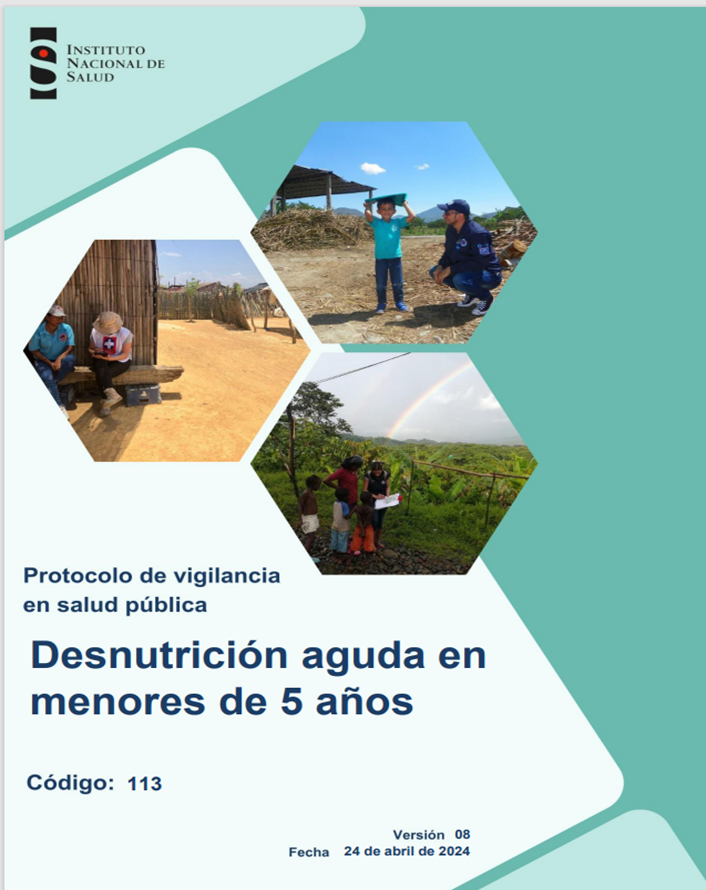 INSTITUTO
NACIONAL DE
SALUD
Protocolo de vigilancia
en salud pública
Desnutrición aguda en
menores de 5 años
Código: 113
Versión 08
Fecha 24 de abril de 2024